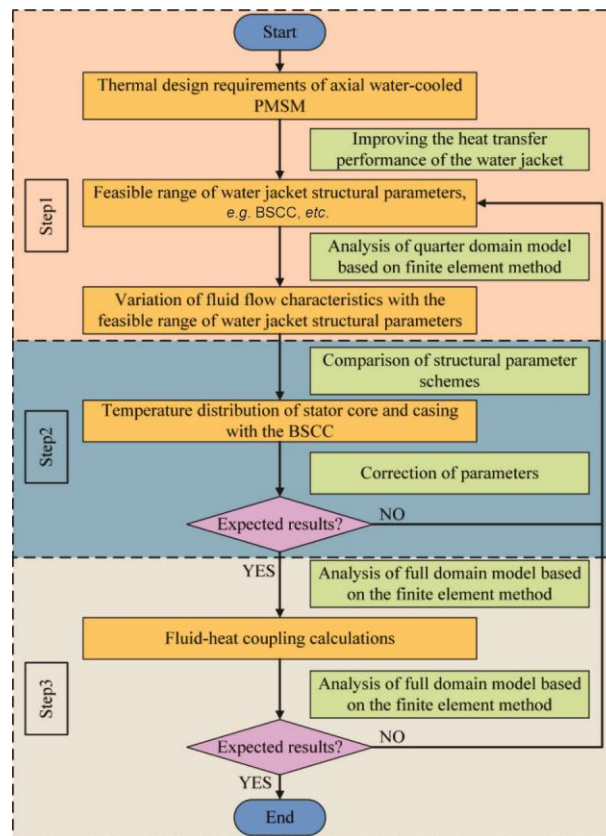 Start
Thermal design requirements of axial water-cooled
PMSM
Improving the heat transfer
performance of the water jacket
Step1
Feasible range of water jacket structural parameters,
e.g. BSCC, etc.
Analysis of quarter domain model
based on finite element method
Variation of fluid flow characteristics with the
feasible range of water jacket structural parameters
Comparison of structural parameter
schemes
Step2
Temperature distribution of stator core and casing
with the BSCC
Correction of parameters
Expected results?
NO
YES
Analysis of full domain model based
on the finite element method
Fluid-heat coupling calculations
Step3
Analysis of full domain model based
on the finite element method
Expected results?
NO
YES
End